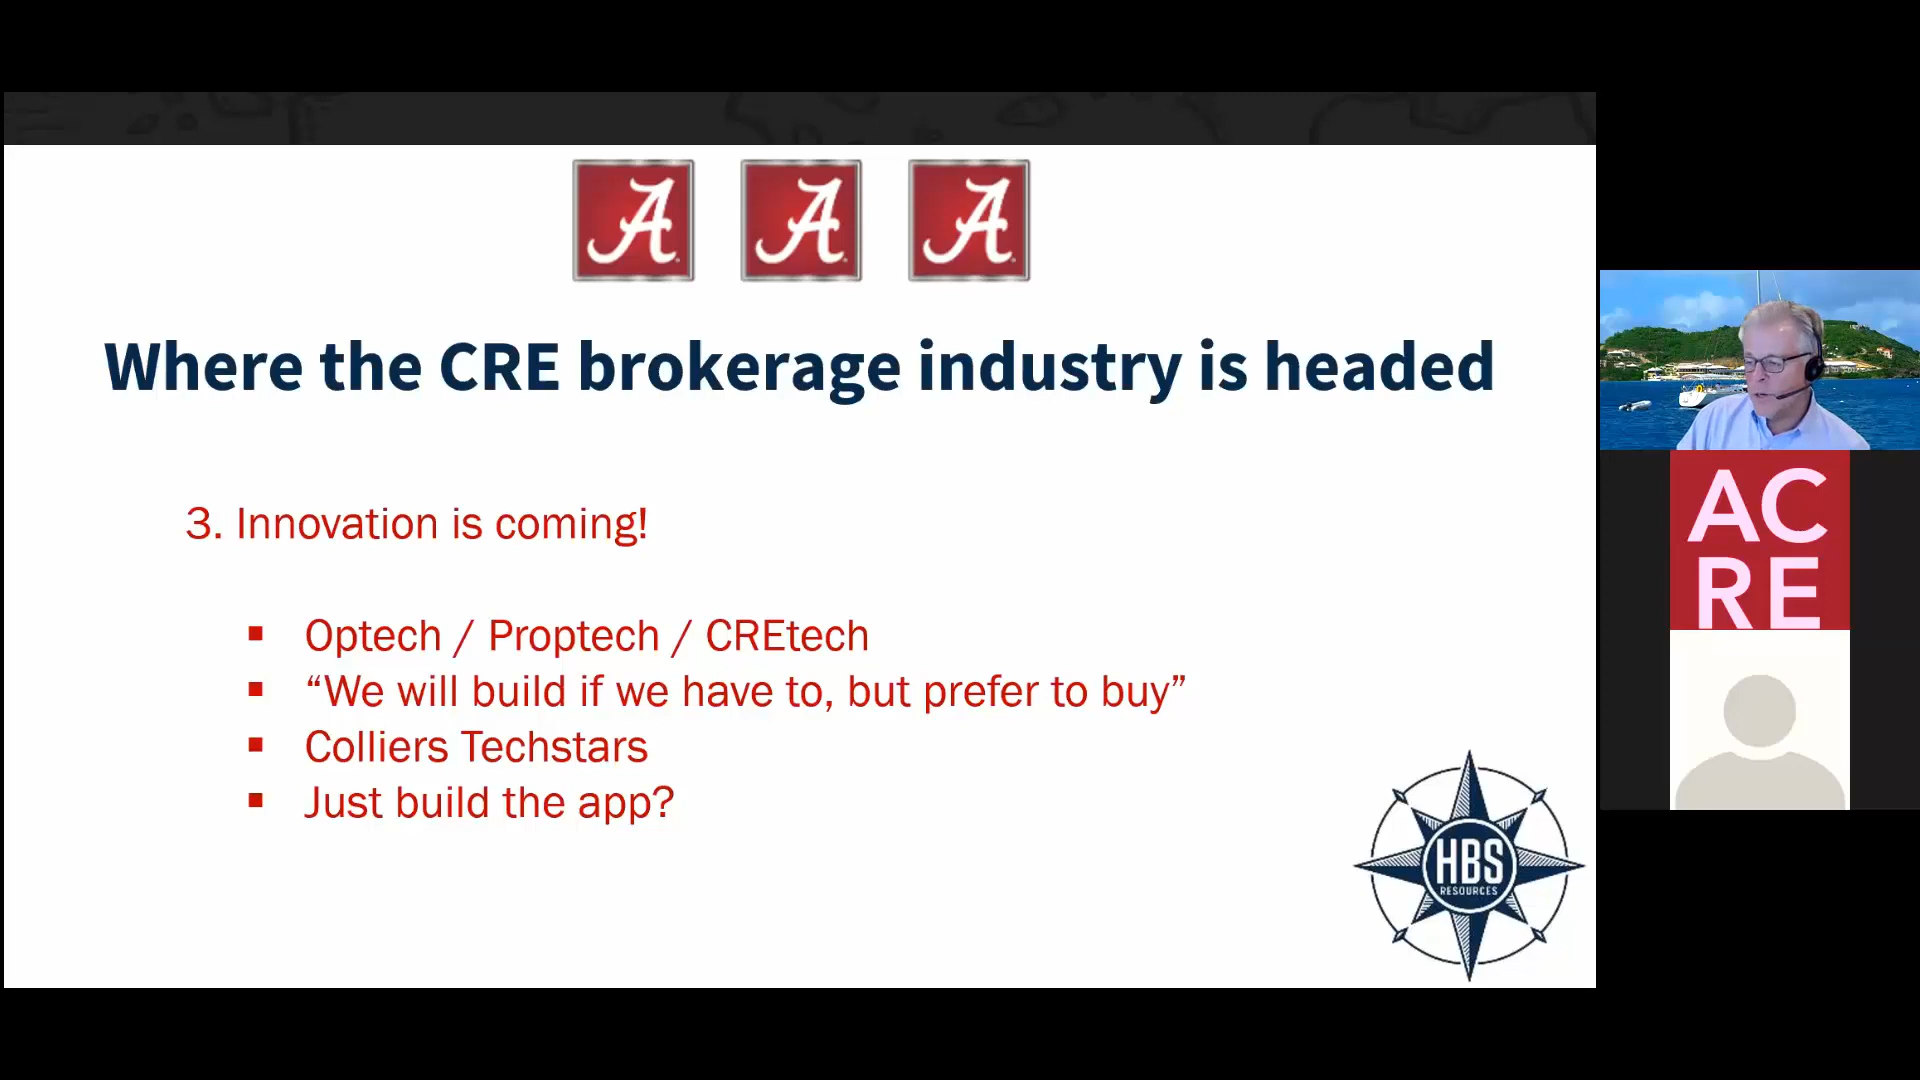 A A A
Where the CRE brokerage industry is headed
3. Innovation is coming!
▪ Optech / Proptech / CREtech
▪ “We will build if we have to, but prefer to buy”
▪ Colliers Techstars
▪ Just build the app?
HBS
RESOURCES
AC
RE